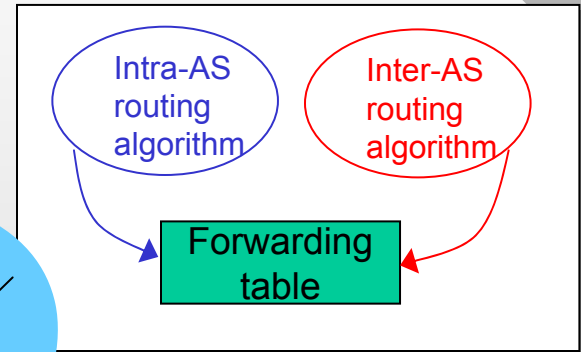 Intra-AS
routing
algorithm
Inter-AS
routing
algorithm
Forwarding
table